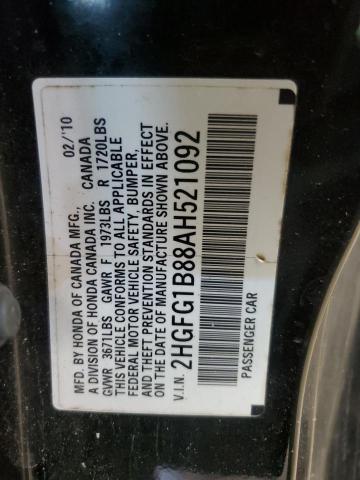 MFD. BY HONDA OF CANADA MFG.,
A DIVISION OF HONDA CANADA INC. CANADA 02/'10
GVWR 3671LBS GAWR F 1973LBS R 1720LBS
THIS VEHICLE CONFORMS TO ALL APPLICABLE
FEDERAL MOTOR VEHICLE SAFETY, BUMPER,
AND THEFT PREVENTION STANDARDS IN EFFECT
ON THE DATE OF MANUFACTURE SHOWN ABOVE.
V.I.N. 2HGFG1B88AH521092
PASSENGER CAR